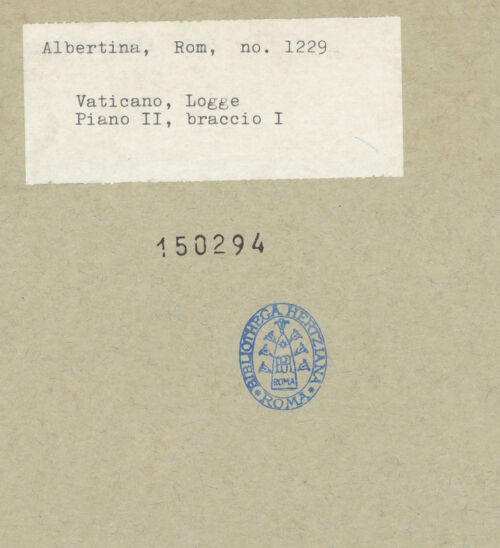 Albertina, Rom, no. 1229
Vaticano, Logge
Piano II, braccio I
150294
BIBLIOTHECA HERTZIANA
ROMA
ROMA